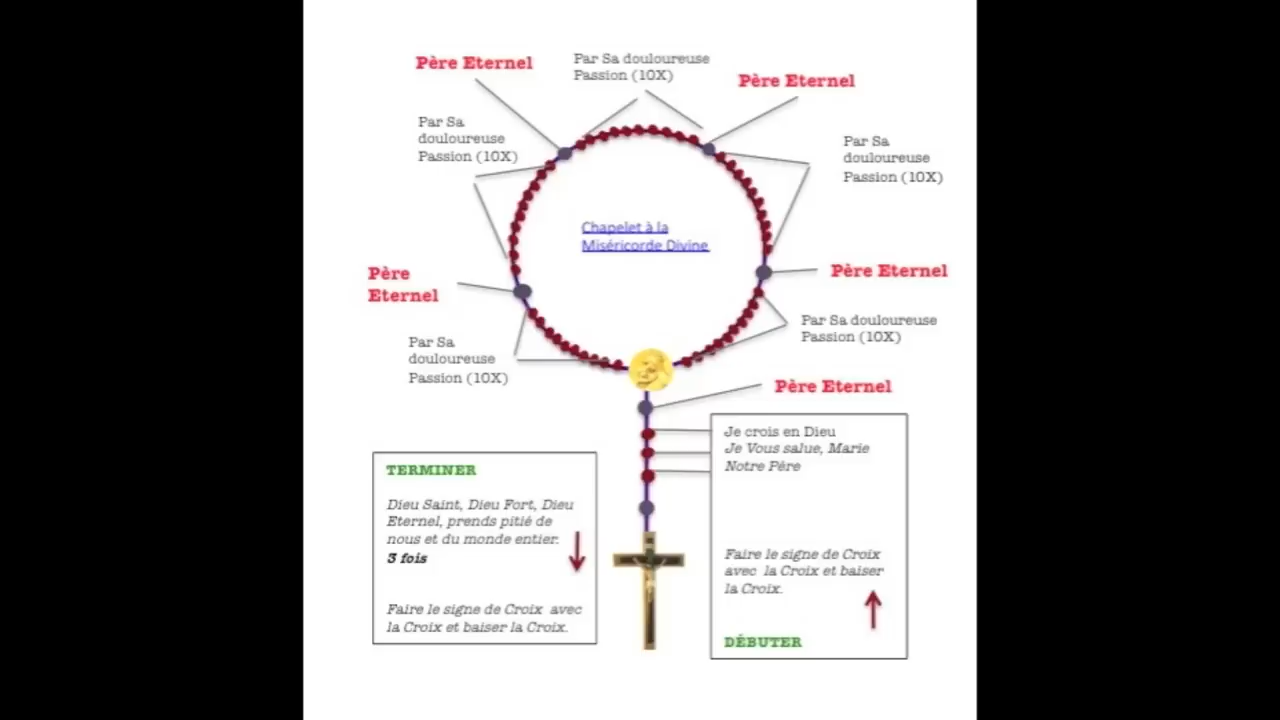 Père Eternel
Par Sa douloureuse
Passion (10X)
Père Eternel
Par Sa
douloureuse
Passion (10X)
Par Sa
douloureuse
Passion (10X)
Chapelet à la
Miséricorde Divine
Père
Eternel
Père Eternel
Par Sa douloureuse
Passion (10X)
Par Sa
douloureuse
Passion (10X)
Père Eternel
Je crois en Dieu
Je Vous salue, Marie
Notre Père
Faire le signe de Croix
avec la Croix et baiser
la Croix.
DÉBUTER
TERMINER
Dieu Saint, Dieu Fort, Dieu
Eternel, prends pitié de
nous et du monde entier.
3 fois
Faire le signe de Croix avec
la Croix et baiser la Croix.